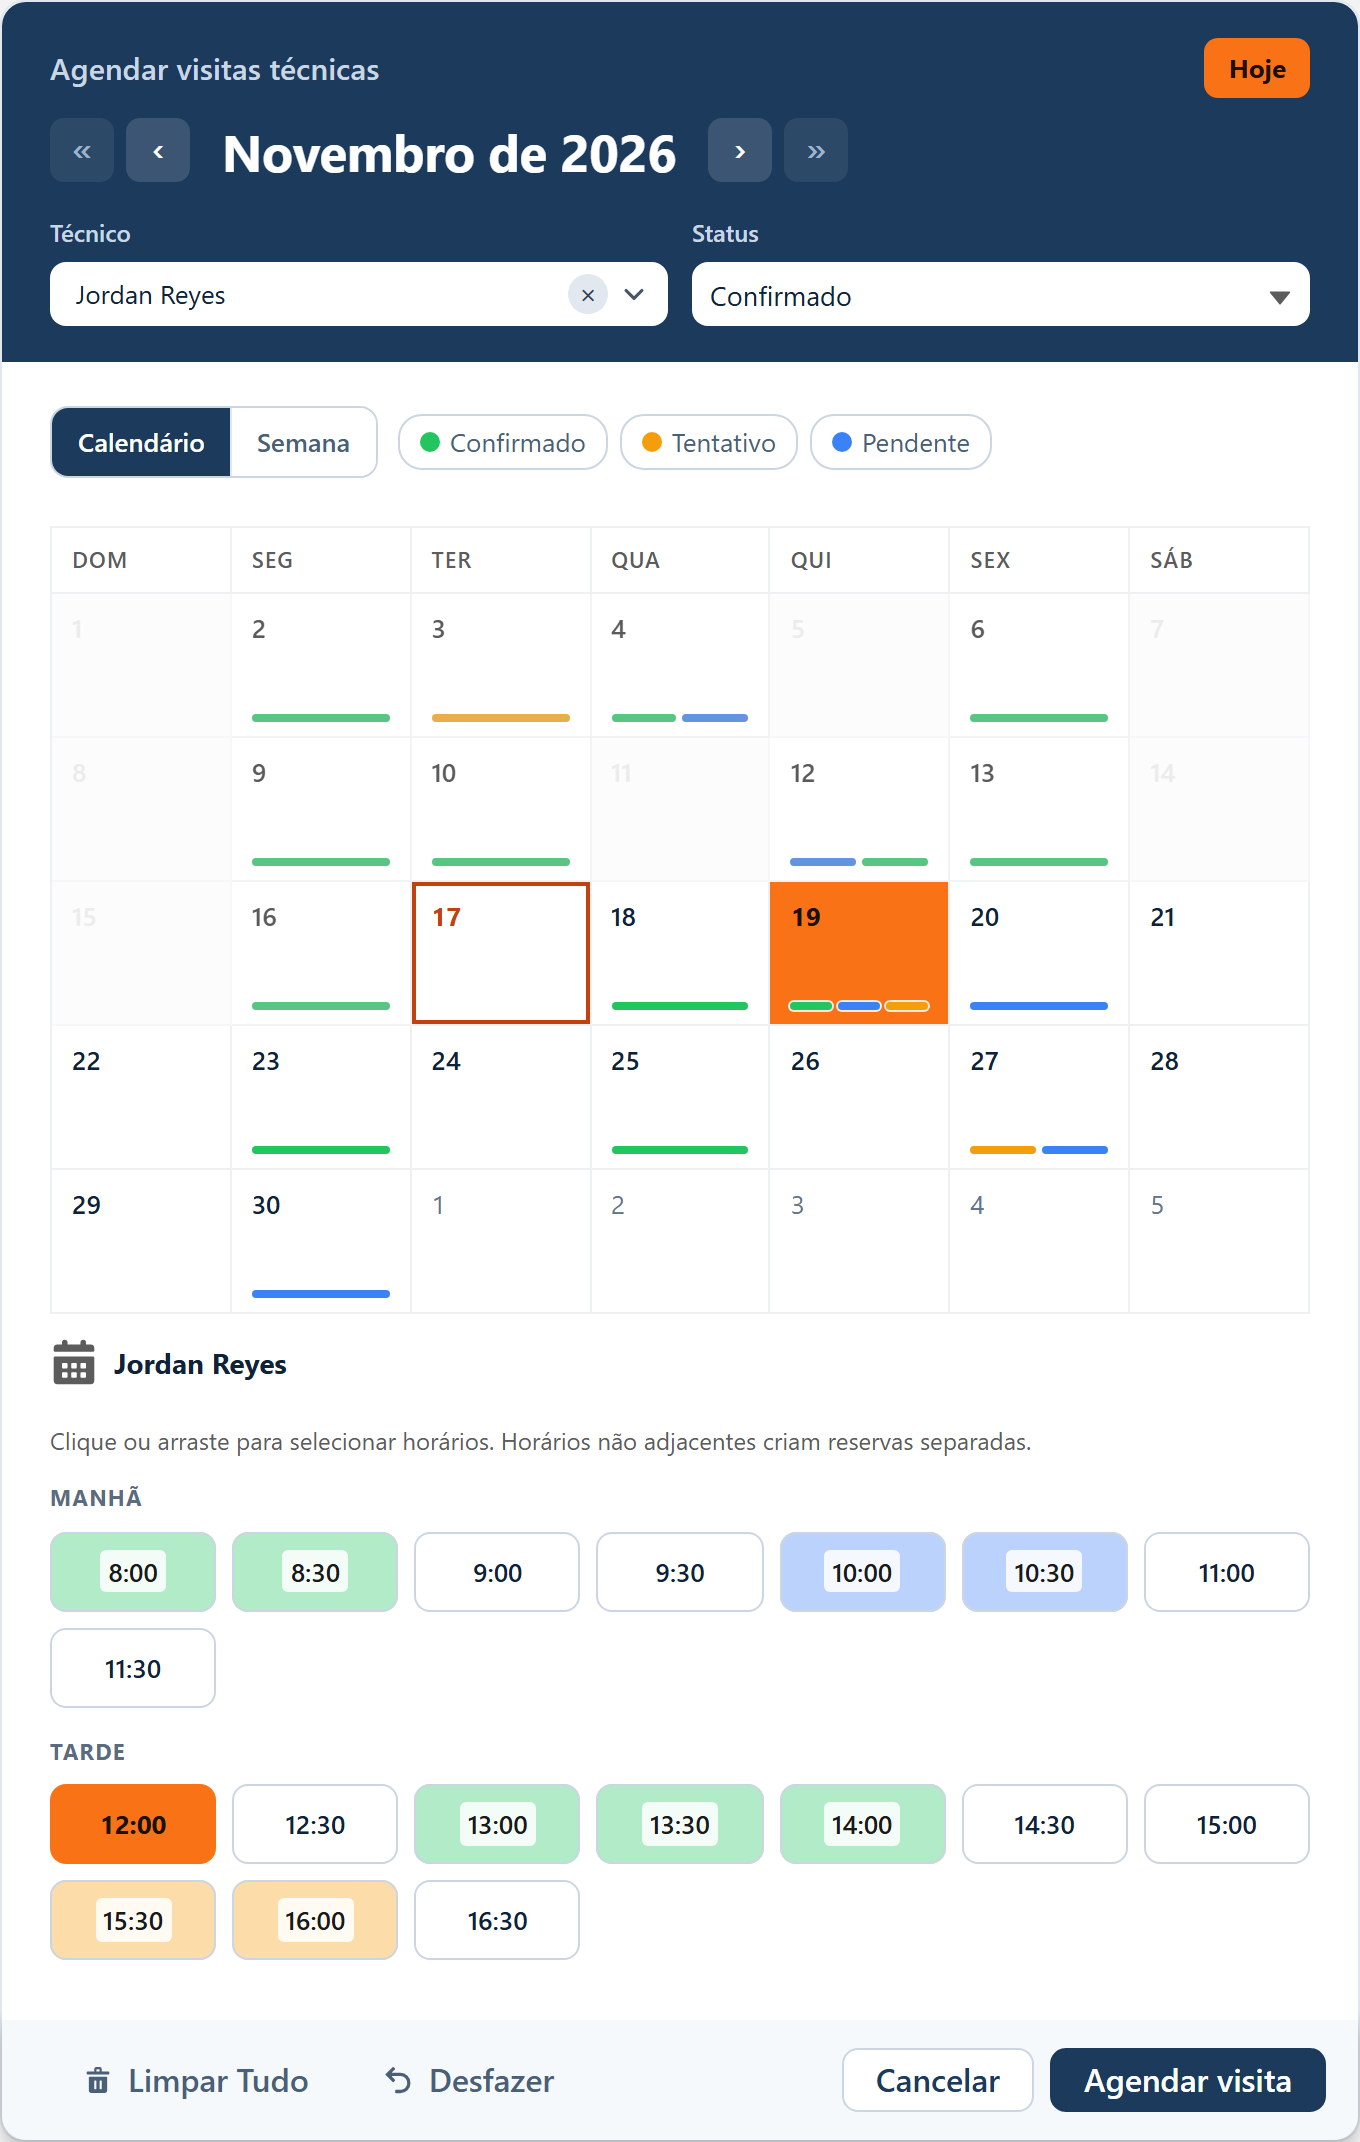 Agendar visitas técnicas
Hoje
« ‹ Novembro de 2026 › »
Técnico
Status
Jordan Reyes ×
Confirmado
Calendário Semana Confirmado Tentativo Pendente
DOM SEG TER QUA QUI SEX SÁB
1 2 3 4 5 6 7
8 9 10 11 12 13 14
15 16 17 18 19 20 21
22 23 24 25 26 27 28
29 30 1 2 3 4 5
Jordan Reyes
Clique ou arraste para selecionar horários. Horários não adjacentes criam reservas separadas.
MANHÃ
8:00 8:30 9:00 9:30 10:00 10:30 11:00
11:30
TARDE
12:00 12:30 13:00 13:30 14:00 14:30 15:00
15:30 16:00 16:30
Limpar Tudo Desfazer Cancelar Agendar visita